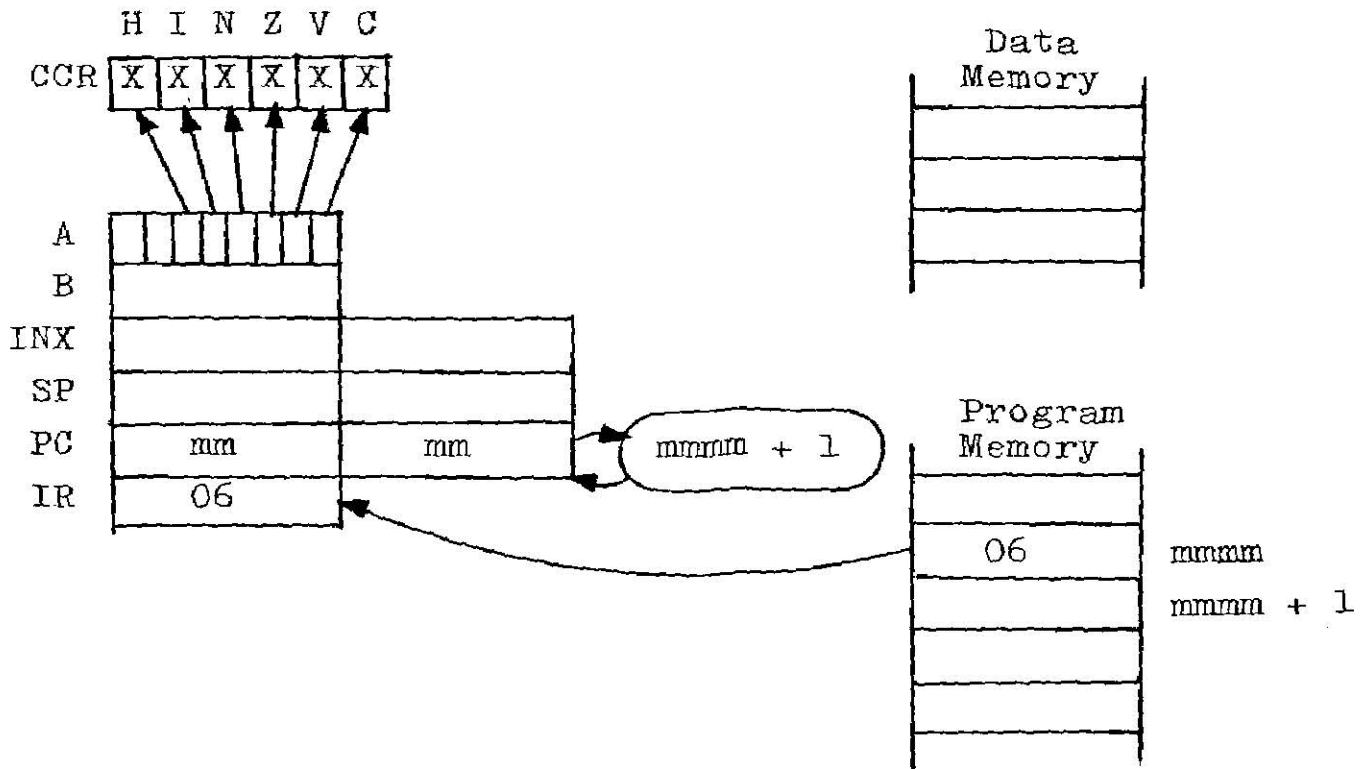 H I N Z V C
CCR X X X X X X
Data
Memory
A
B
INX
SP
PC mm mm mmmm + 1
IR 06
Program
Memory
06 mmmm
mmmm + 1